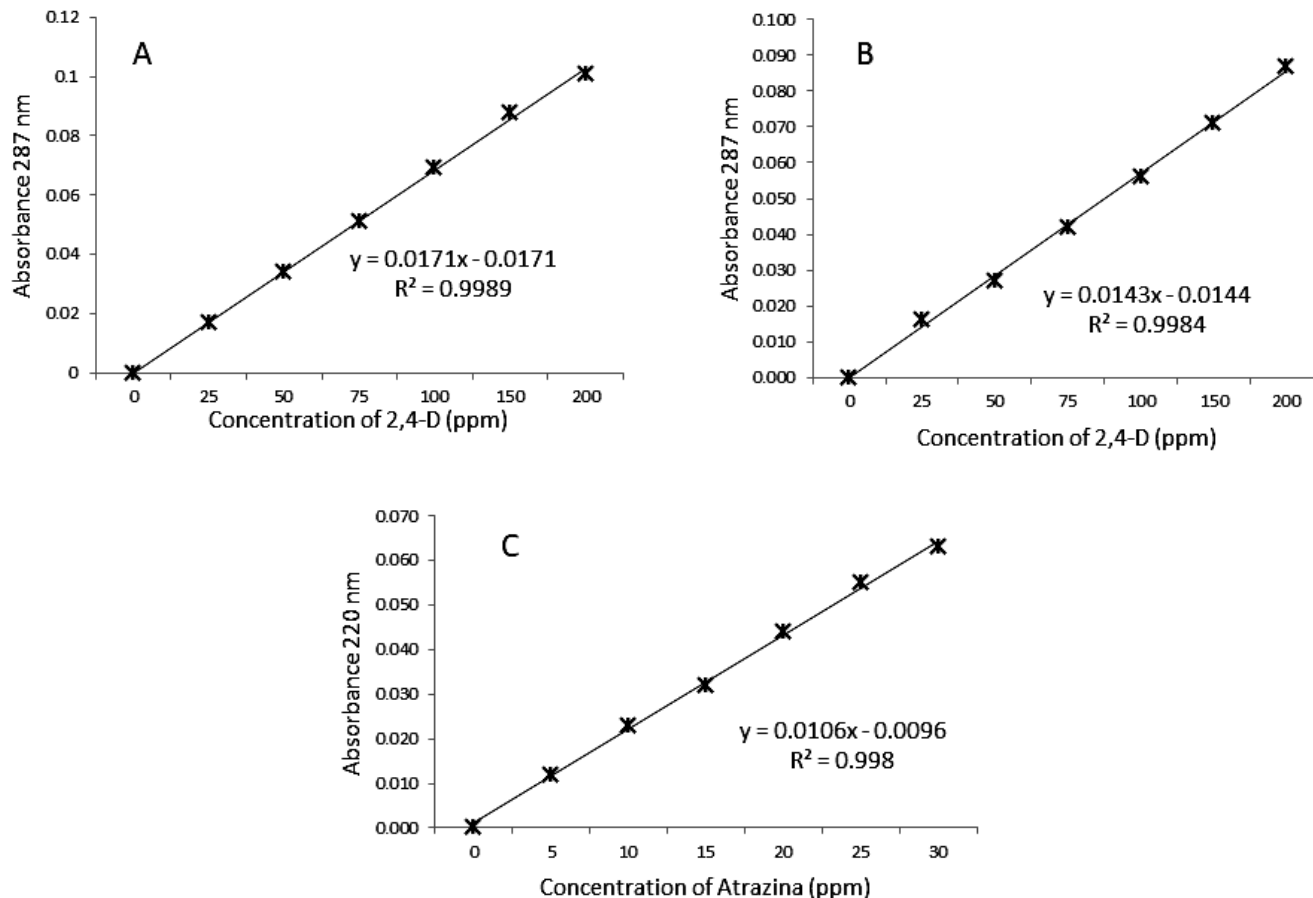 A
Absorbance 287 nm
0.12
0.1
0.08
0.06
0.04
0.02
0
y = 0.0171x - 0.0171
R² = 0.9989
0 25 50 75 100 150 200
Concentration of 2,4-D (ppm)
B
Absorbance 287 nm
0.100
0.090
0.080
0.070
0.060
0.050
0.040
0.030
0.020
0.010
0.000
y = 0.0143x - 0.0144
R² = 0.9984
0 25 50 75 100 150 200
Concentration of 2,4-D (ppm)
C
Absorbance 220 nm
0.070
0.060
0.050
0.040
0.030
0.020
0.010
0.000
y = 0.0106x - 0.0096
R² = 0.998
0 5 10 15 20 25 30
Concentration of Atrazina (ppm)